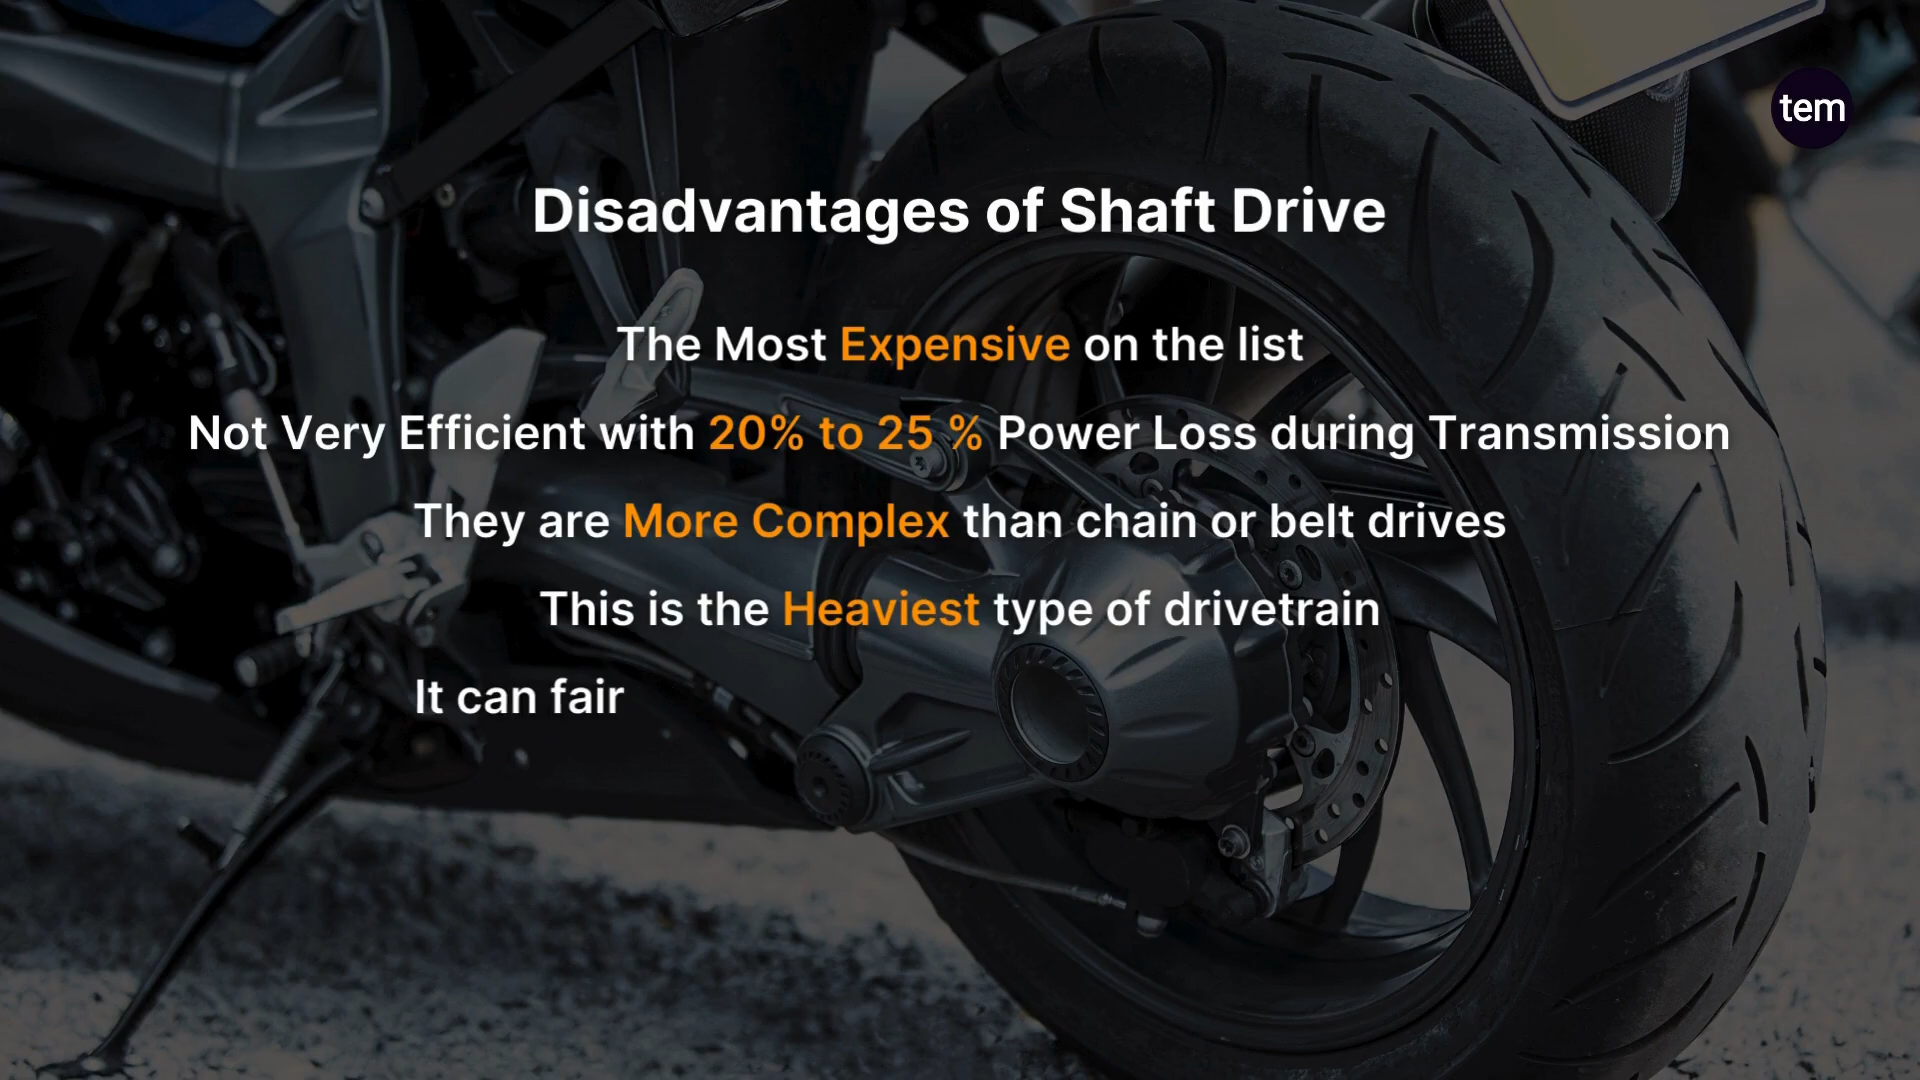 tem
Disadvantages of Shaft Drive
The Most Expensive on the list
Not Very Efficient with 20% to 25 % Power Loss during Transmission
They are More Complex than chain or belt drives
This is the Heaviest type of drivetrain
It can fair